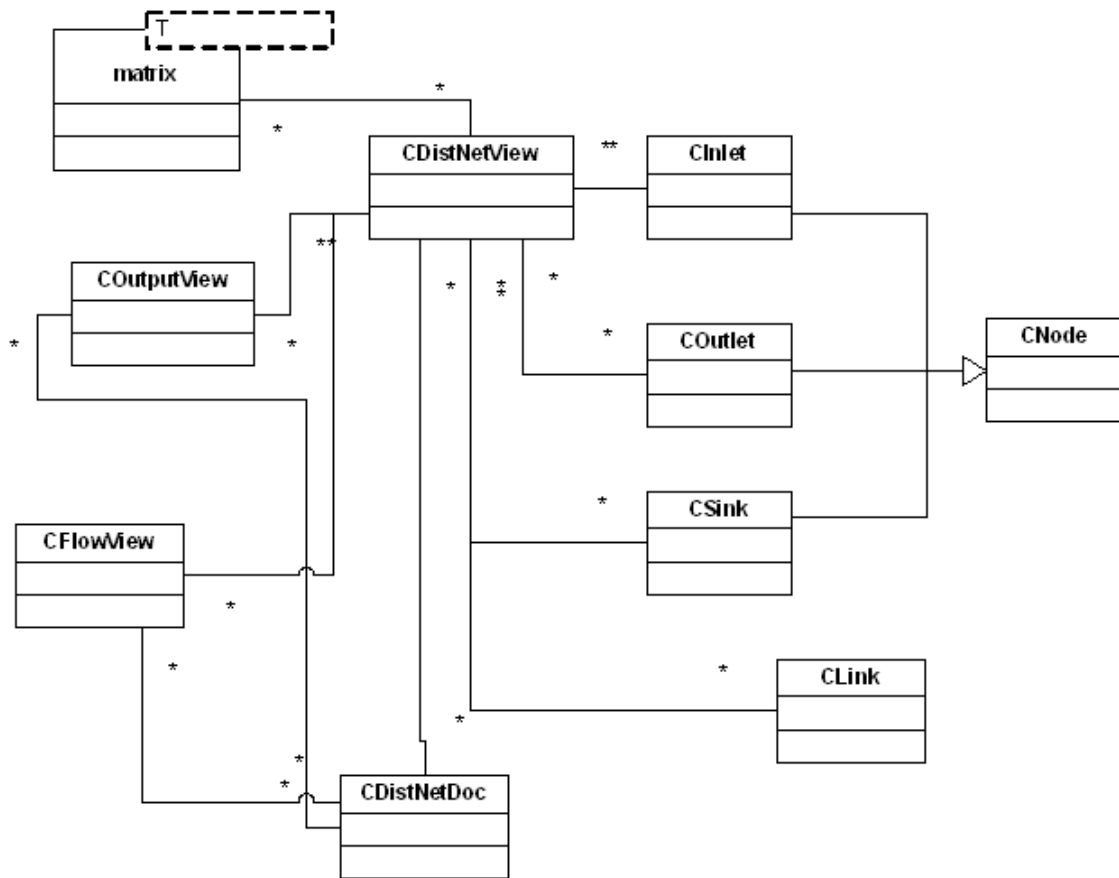 T
matrix
*
*
CDistNetView
**
CInlet
**
COutputView
*
*
*
*
*
*
*
COutlet
CNode
*
CSink
CFlowView
*
*
*
CLink
*
*
*
CDistNetDoc